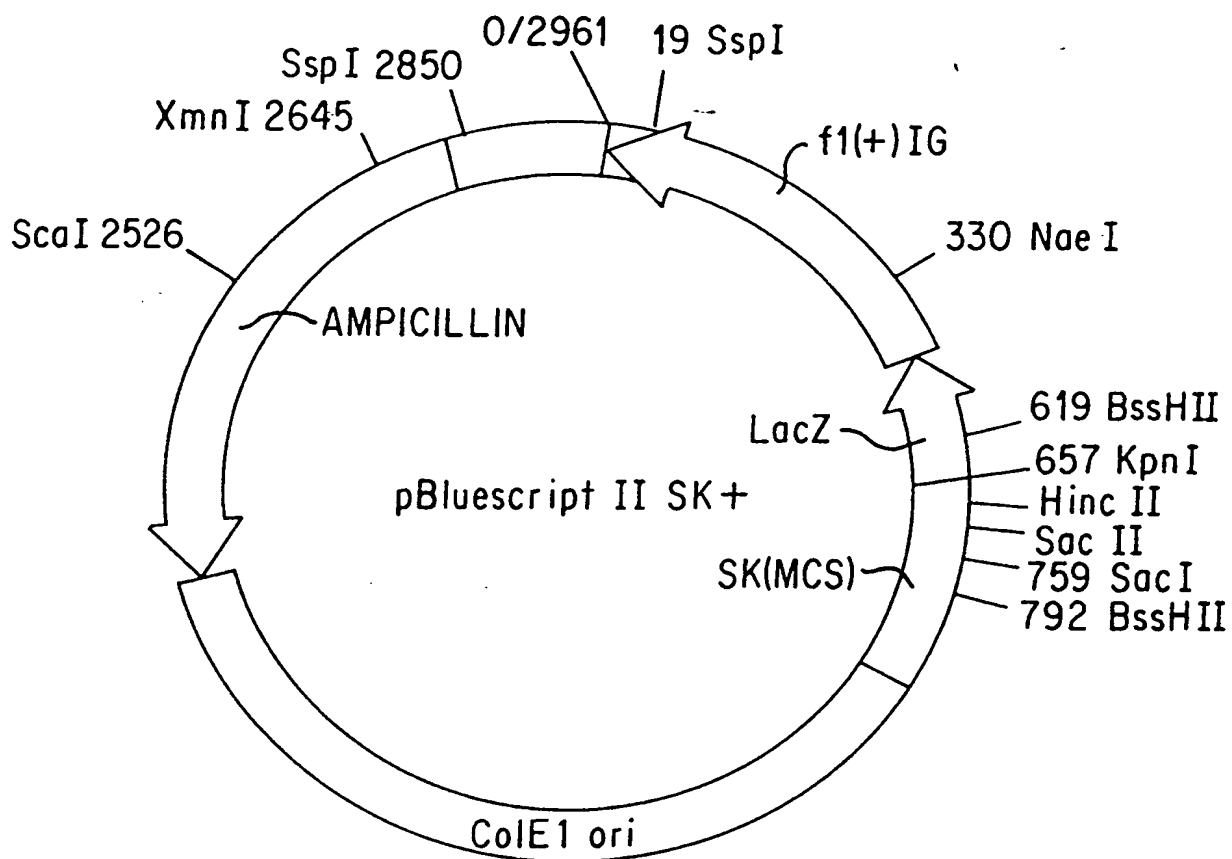 0/2961
19 SspI
SspI 2850
XmnI 2645
f1(+)IG
ScaI 2526
330 NaeI
AMPICILLIN
LacZ
619 BssHII
657 KpnI
pBluescript II SK+
Hinc II
Sac II
SK(MCS)
759 SacI
792 BssHII
ColE1 ori